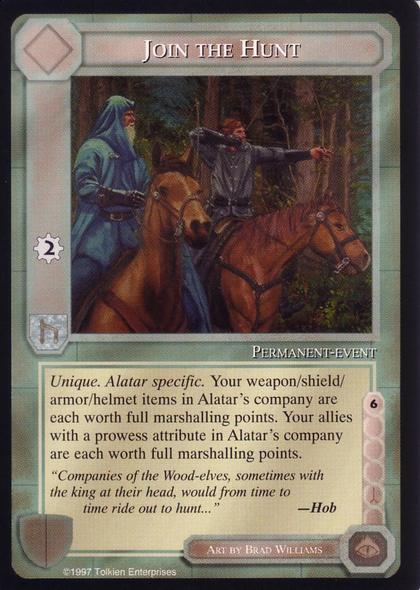 JOIN THE HUNT
2
PERMANENT-EVENT
Unique. Alatar specific. Your weapon/shield/
armor/helmet items in Alatar's company are
each worth full marshalling points. Your allies
with a prowess attribute in Alatar's company
are each worth full marshalling points.
6
"Companies of the Wood-elves, sometimes with
the king at their head, would from time to
time ride out to hunt..." —Hob
ART BY BRAD WILLIAMS
©1997 Tolkien Enterprises